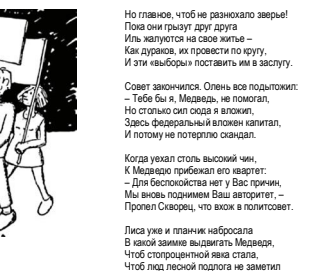 Но главное, чтоб не разнюхало зверье!
Пока они грызут друг друга
Иль жалуются на свое житье –
Как дураков, их провести по кругу,
И эти «выборы» поставить им в заслугу.
Совет закончился. Олень все подытожил:
– Тебе бы я, Медведь, не помогал,
Но столько сил сюда я вложил,
Здесь федеральный вложен капитал,
И потому не потерплю скандал.
Когда уехал столь высокий чин,
К Медведю прибежал его квартет:
– Для беспокойства нет у Вас причин,
Мы вновь поднимем Ваш авторитет, –
Пропел Скворец, что вхож в политсовет.
Лиса уже и планчик набросала
В какой заимке выдвигать Медведя,
Чтоб стопроцентной явка стала,
Чтоб люд лесной подлога не заметил